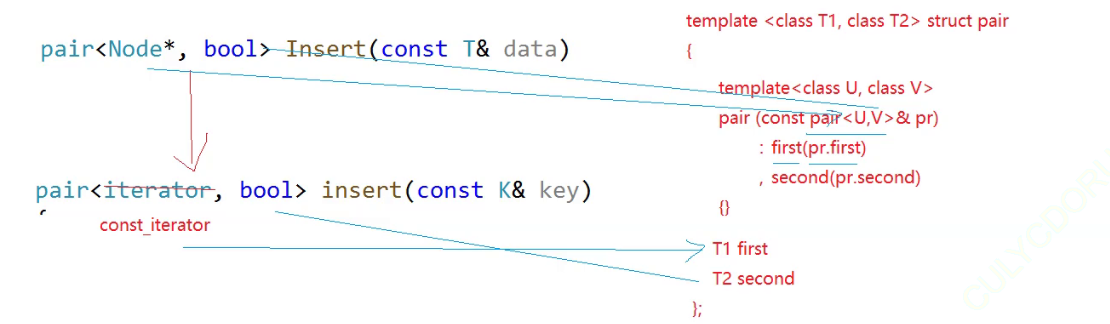 pair<Node*, bool> Insert(const T& data)
pair<iterator, bool> insert(const K& key)
{
const_iterator
template <class T1, class T2> struct pair
{
template<class U, class V>
pair (const pair<U,V>& pr)
: first(pr.first)
, second(pr.second)
{}
T1 first
T2 second
};